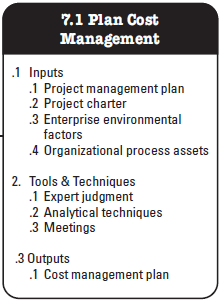 7.1 Plan Cost
Management
.1 Inputs
.1 Project management plan
.2 Project charter
.3 Enterprise environmental
factors
.4 Organizational process assets
2. Tools & Techniques
.1 Expert judgment
.2 Analytical techniques
.3 Meetings
.3 Outputs
.1 Cost management plan